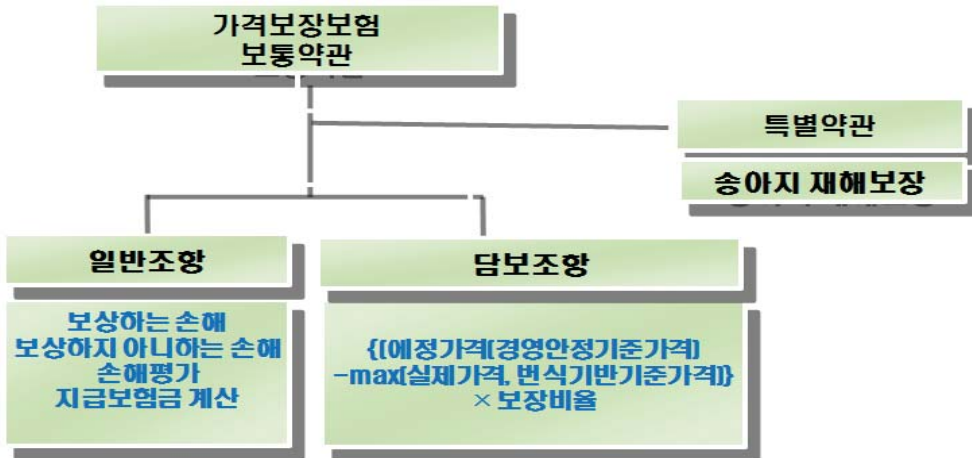 가격보장보험
보통약관
특별약관
송아지 재해보장
일반조항
담보조항
보상하는 손해
보상하지 아니하는 손해
손해평가
지급보험금 계산
{(예정가격(경영안정기준가격)
-max(실제가격, 번식기반기준가격)}
× 보장비율